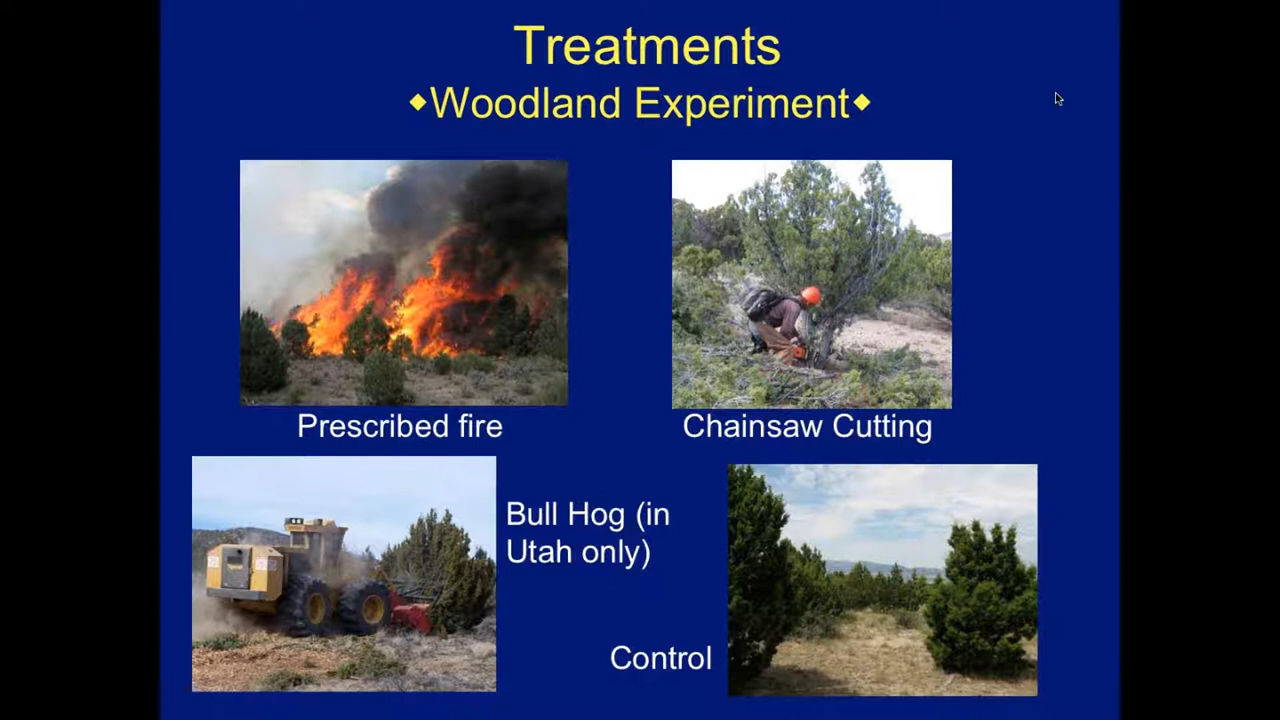 Treatments
◆Woodland Experiment◆
Prescribed fire
Chainsaw Cutting
Bull Hog (in
Utah only)
Control